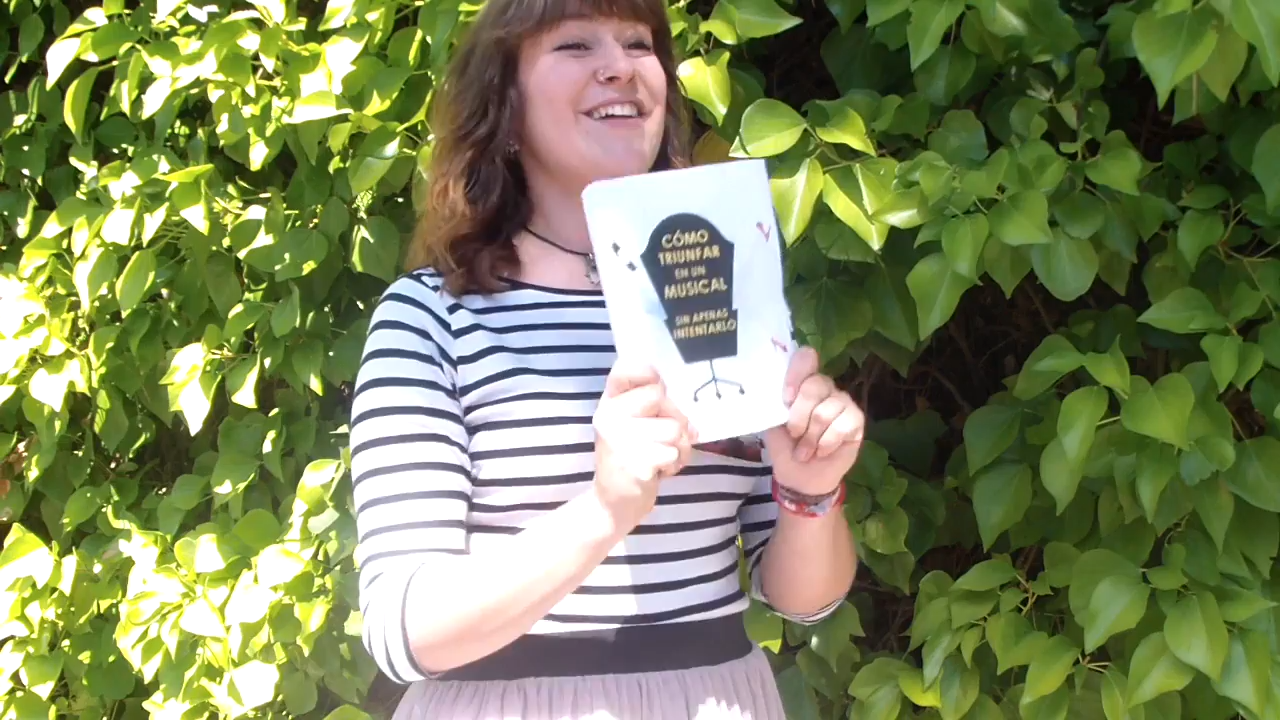 CÓMO
TRIUNFAR
EN UN
MUSICAL
SIN APENAS
INTENTARLO